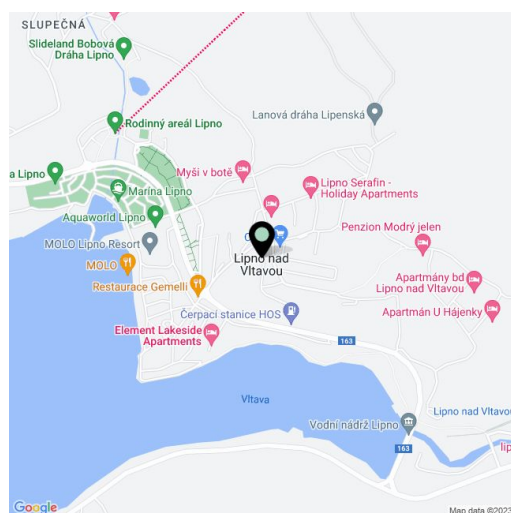 SLUPEČNÁ
Slideland Bobová
Dráha Lipno
Rodinný areál Lipno
Lanová dráha Lipenská
Myši v botě
Lipno Serafin -
Holiday Apartments
a Lipno
Marina Lipno
Aquaworld Lipno
Penzion Modrý jelen
MOLO Lipno Resort
Lipno nad
Vltavou
MOLO
Restaurace Gemelli
Apartmány bd
Lipno nad Vltavou
Apartmán U Hájenky
Čerpací stanice HOS
Element Lakeside
Apartments
163
Vltava
Lipno nad Vltavou
Vodní nádrž Lipno
163
lip
Google
Map data ©2023